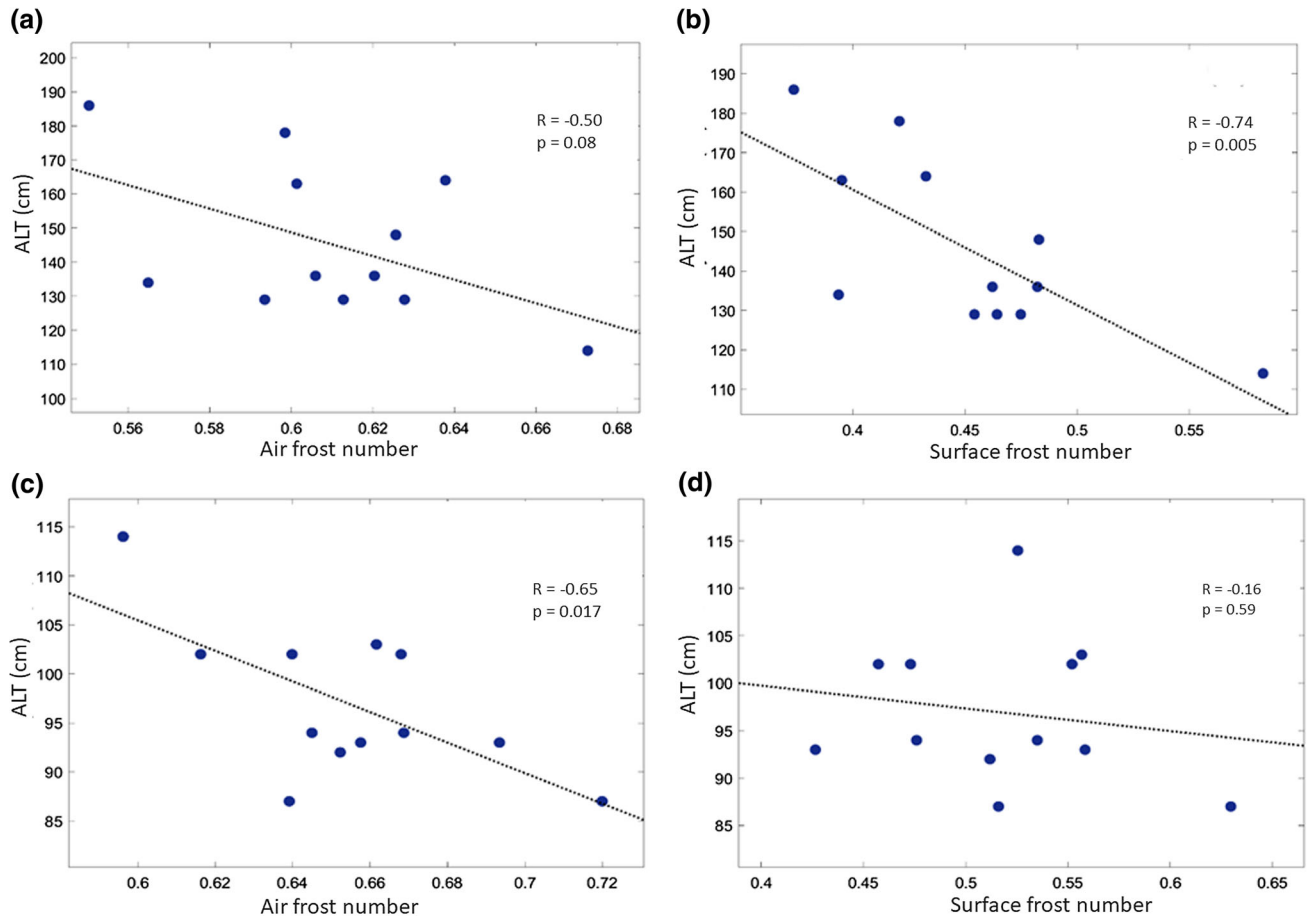 (a)
200
190
180
170
160
150
140
130
120
110
100
ALT (cm)
R = -0.50
p = 0.08
0.56 0.58 0.6 0.62 0.64 0.66 0.68
Air frost number
(b)
190
180
170
160
150
140
130
120
110
ALT (cm)
R = -0.74
p = 0.005
0.4 0.45 0.5 0.55
Surface frost number
(c)
115
110
105
100
95
90
85
ALT (cm)
R = -0.65
p = 0.017
0.6 0.62 0.64 0.66 0.68 0.7 0.72
Air frost number
(d)
115
110
105
100
95
90
85
ALT (cm)
R = -0.16
p = 0.59
0.4 0.45 0.5 0.55 0.6 0.65
Surface frost number